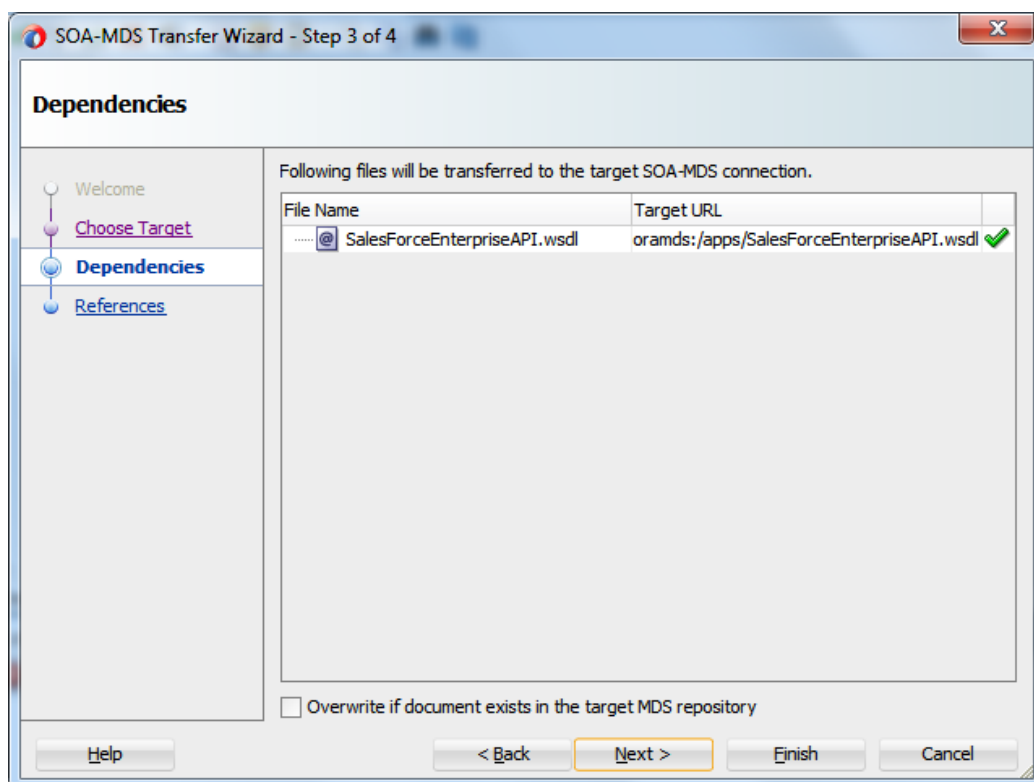 SOA-MDS Transfer Wizard - Step 3 of 4
Dependencies
Welcome
Choose Target
Dependencies
References
Following files will be transferred to the target SOA-MDS connection.
File Name Target URL
SalesForceEnterpriseAPI.wsdl oramds:/apps/SalesForceEnterpriseAPI.wsdl
Overwrite if document exists in the target MDS repository
Help < Back Next > Finish Cancel